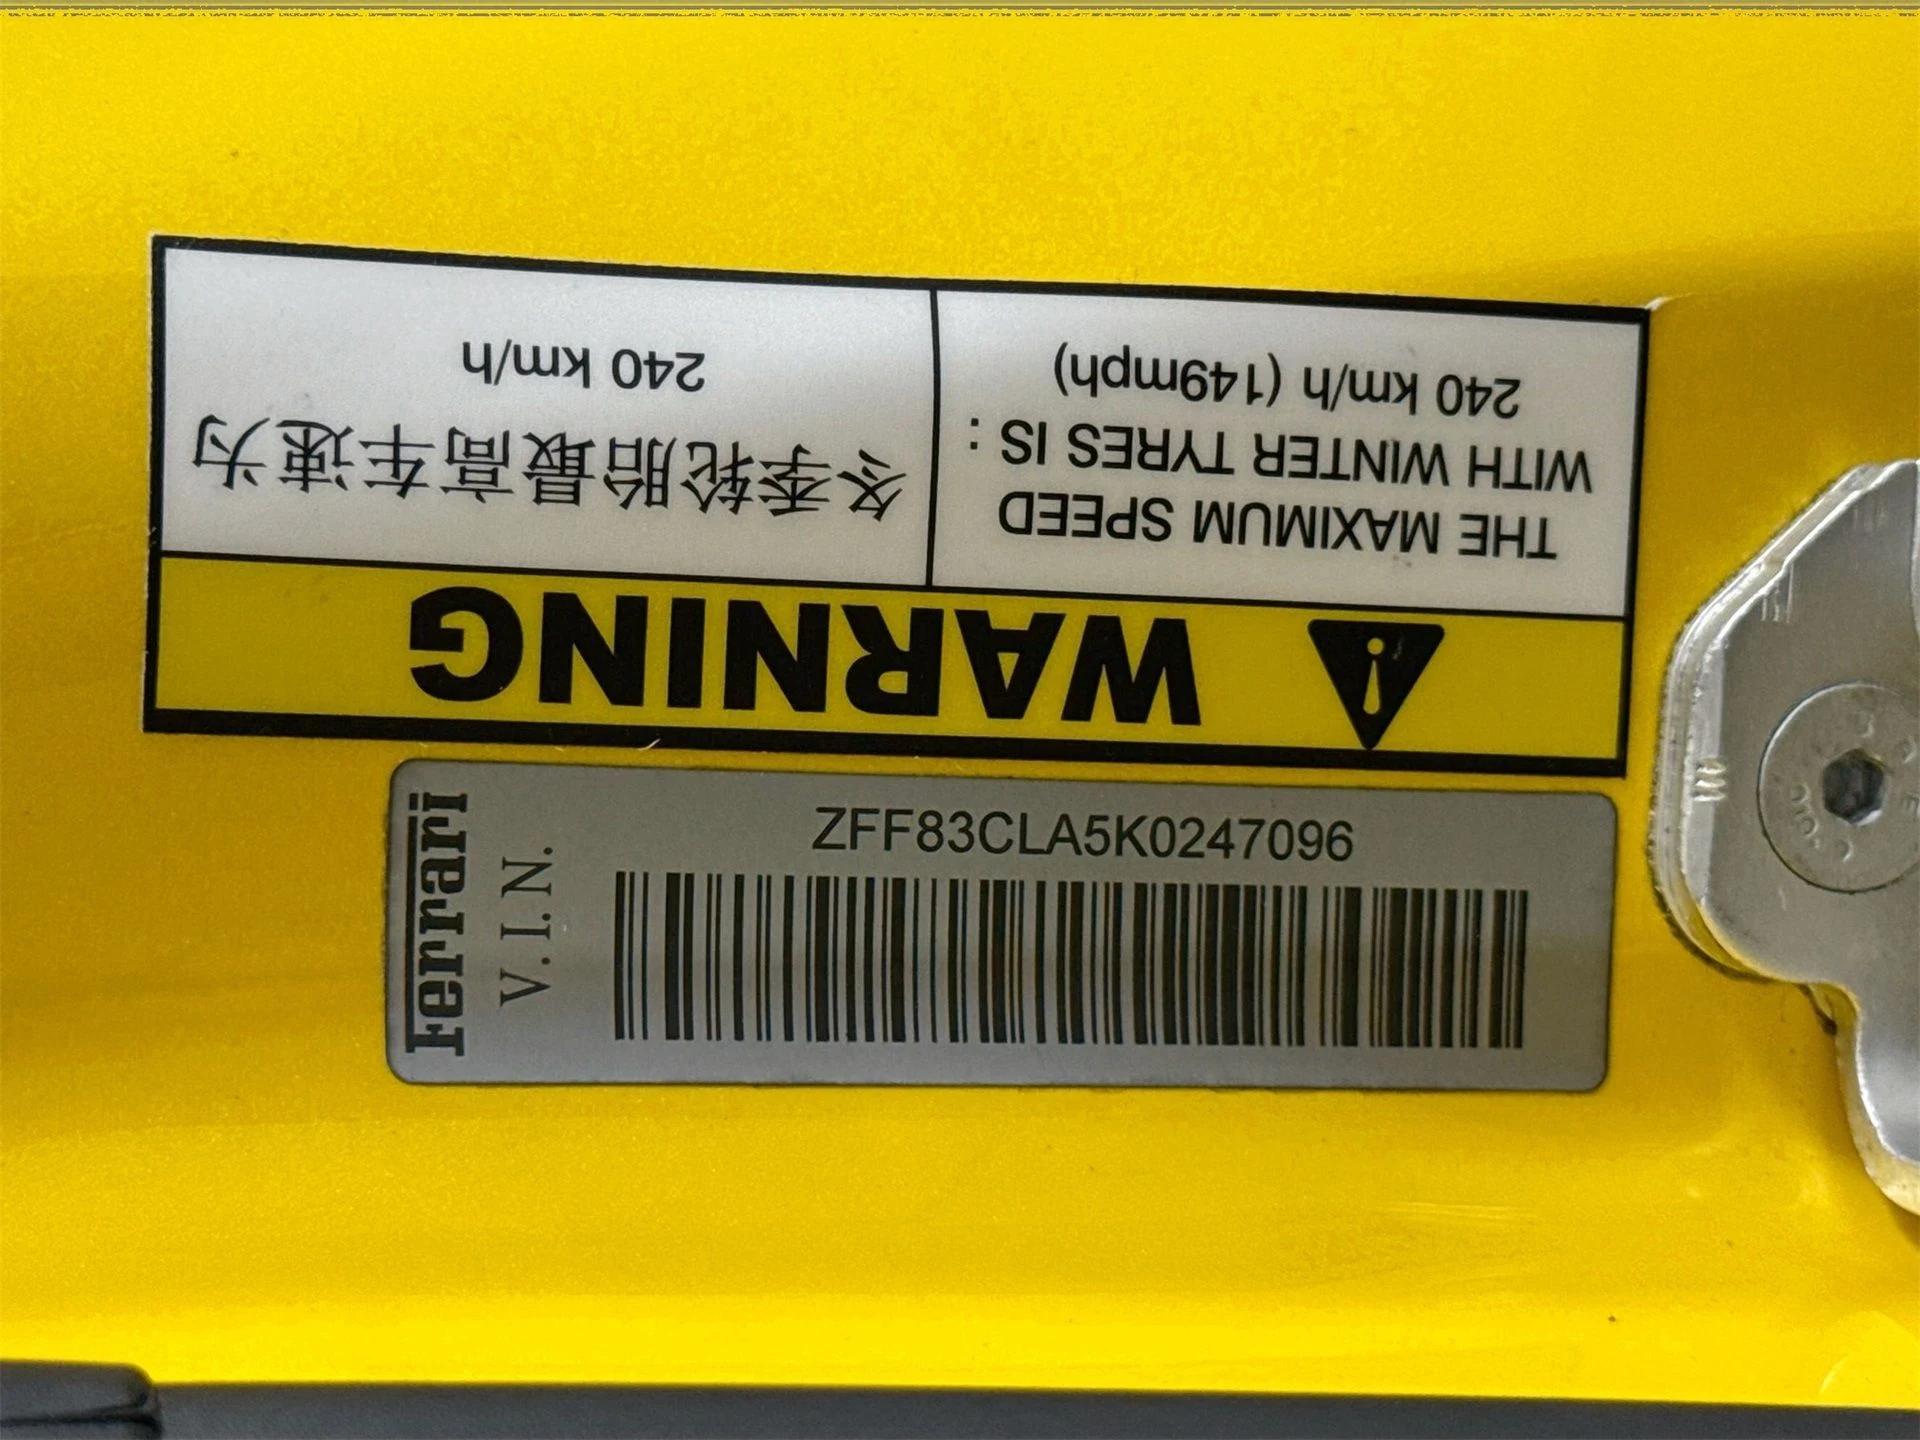 WARNING
THE MAXIMUM SPEED
WITH WINTER TYRES IS :
240 km/h (149mph)
冬季轮胎最高车速为
240 km/h
Ferrari
V.I.N.
ZFF83CLA5K0247096